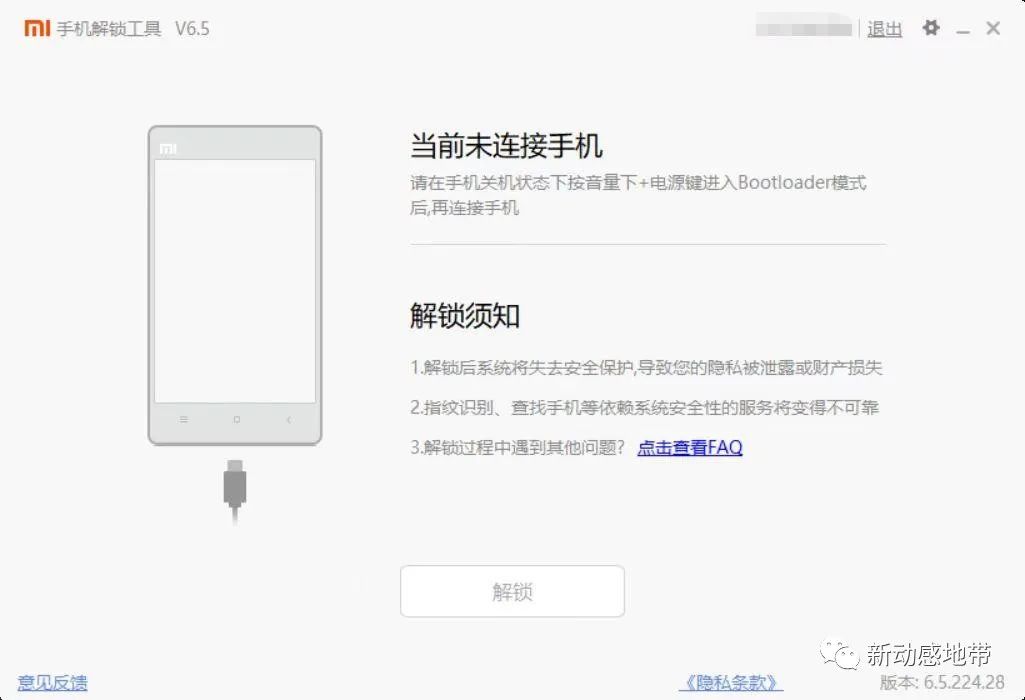 mi 手机解锁工具 V6.5
退出
mi
当前未连接手机
请在手机关机状态下按音量下+电源键进入Bootloader模式
后,再连接手机
解锁须知
1.解锁后系统将失去安全保护,导致您的隐私被泄露或财产损失
2.指纹识别、查找手机等依赖系统安全性的服务将变得不可靠
3.解锁过程中遇到其他问题? 点击查看FAQ
解锁
新动感地带
意见反馈
《隐私条款》
版本: 6.5.224.28